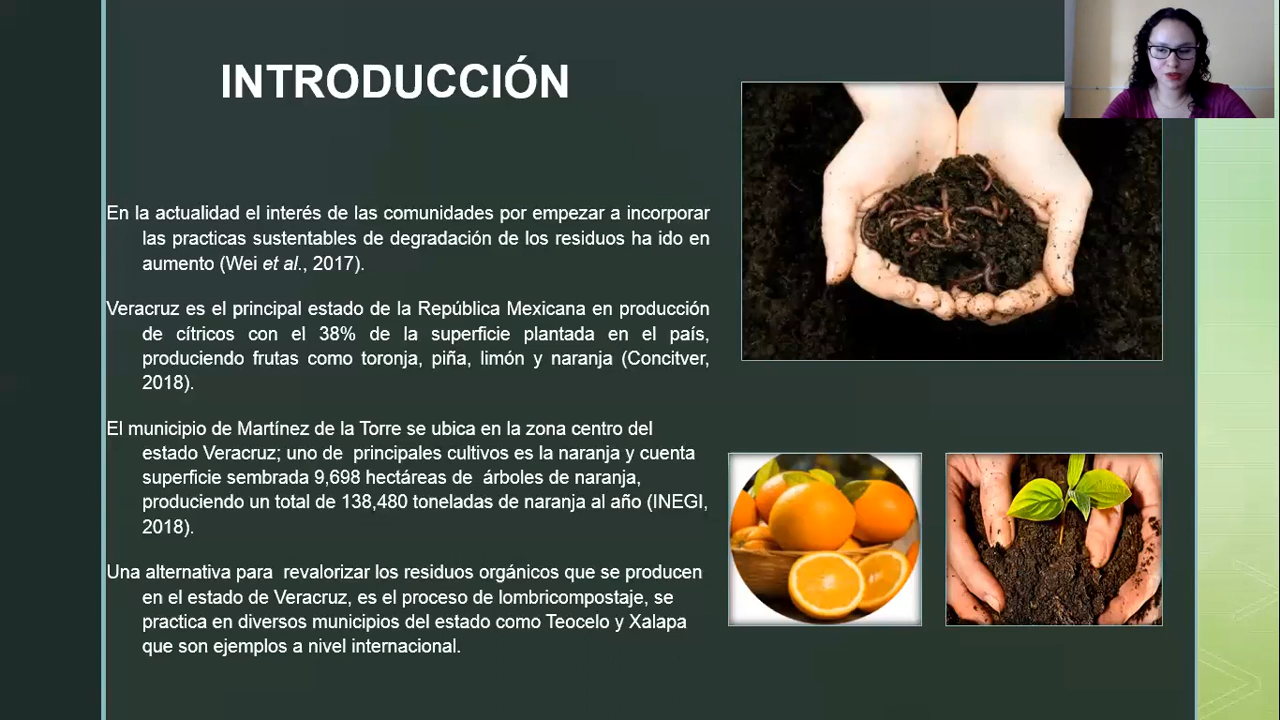 INTRODUCCIÓN
En la actualidad el interés de las comunidades por empezar a incorporar
las practicas sustentables de degradación de los residuos ha ido en
aumento (Wei et al., 2017).
Veracruz es el principal estado de la República Mexicana en producción
de cítricos con el 38% de la superficie plantada en el país,
produciendo frutas como toronja, piña, limón y naranja (Concitver,
2018).
El municipio de Martínez de la Torre se ubica en la zona centro del
estado Veracruz; uno de principales cultivos es la naranja y cuenta
superficie sembrada 9,698 hectáreas de árboles de naranja,
produciendo un total de 138,480 toneladas de naranja al año (INEGI,
2018).
Una alternativa para revalorizar los residuos orgánicos que se producen
en el estado de Veracruz, es el proceso de lombricompostaje, se
practica en diversos municipios del estado como Teocelo y Xalapa
que son ejemplos a nivel internacional.